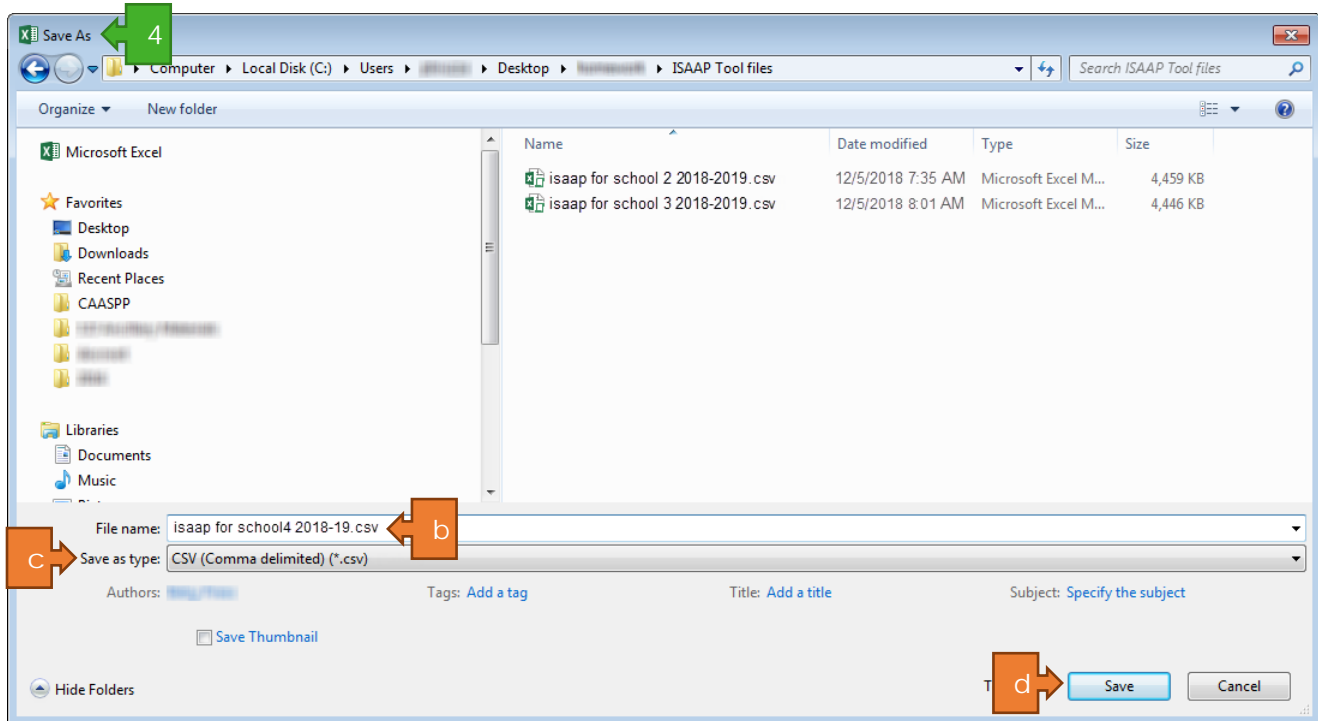 Save As 4
Computer Local Disk (C:) Users Desktop ISAAP Tool files Search ISAAP Tool files
Organize New folder
Microsoft Excel
Favorites
Desktop
Downloads
Recent Places
CAASPP
Libraries
Documents
Music
Name Date modified Type Size
isaap for school 2 2018-2019.csv 12/5/2018 7:35 AM Microsoft Excel M... 4,459 KB
isaap for school 3 2018-2019.csv 12/5/2018 8:01 AM Microsoft Excel M... 4,446 KB
File name: isaap for school4 2018-19.csv b
c Save as type: CSV (Comma delimited) (*.csv)
Authors: Tags: Add a tag Title: Add a title Subject: Specify the subject
Save Thumbnail
Hide Folders d Save Cancel